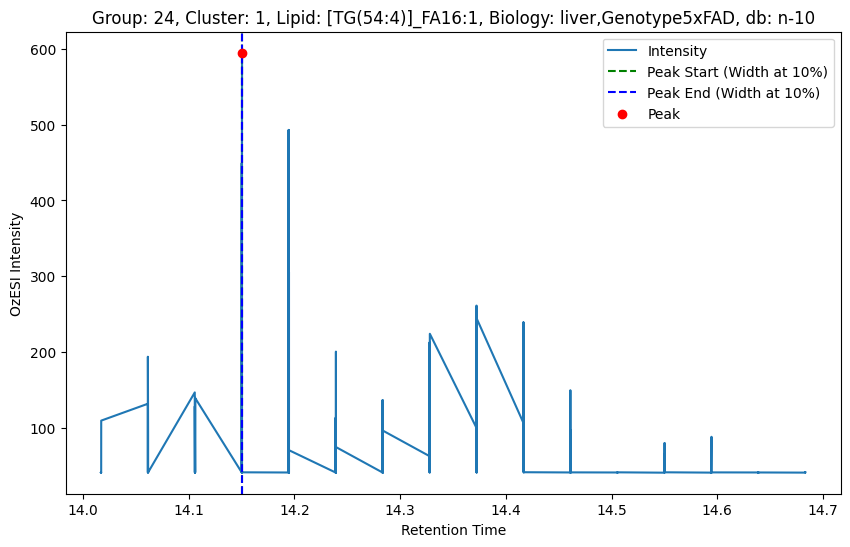 Group: 24, Cluster: 1, Lipid: [TG(54:4)]_FA16:1, Biology: liver,Genotype5xFAD, db: n-10
Intensity
Peak Start (Width at 10%)
Peak End (Width at 10%)
Peak
600
500
400
300
200
100
OzESI Intensity
14.0 14.1 14.2 14.3 14.4 14.5 14.6 14.7
Retention Time